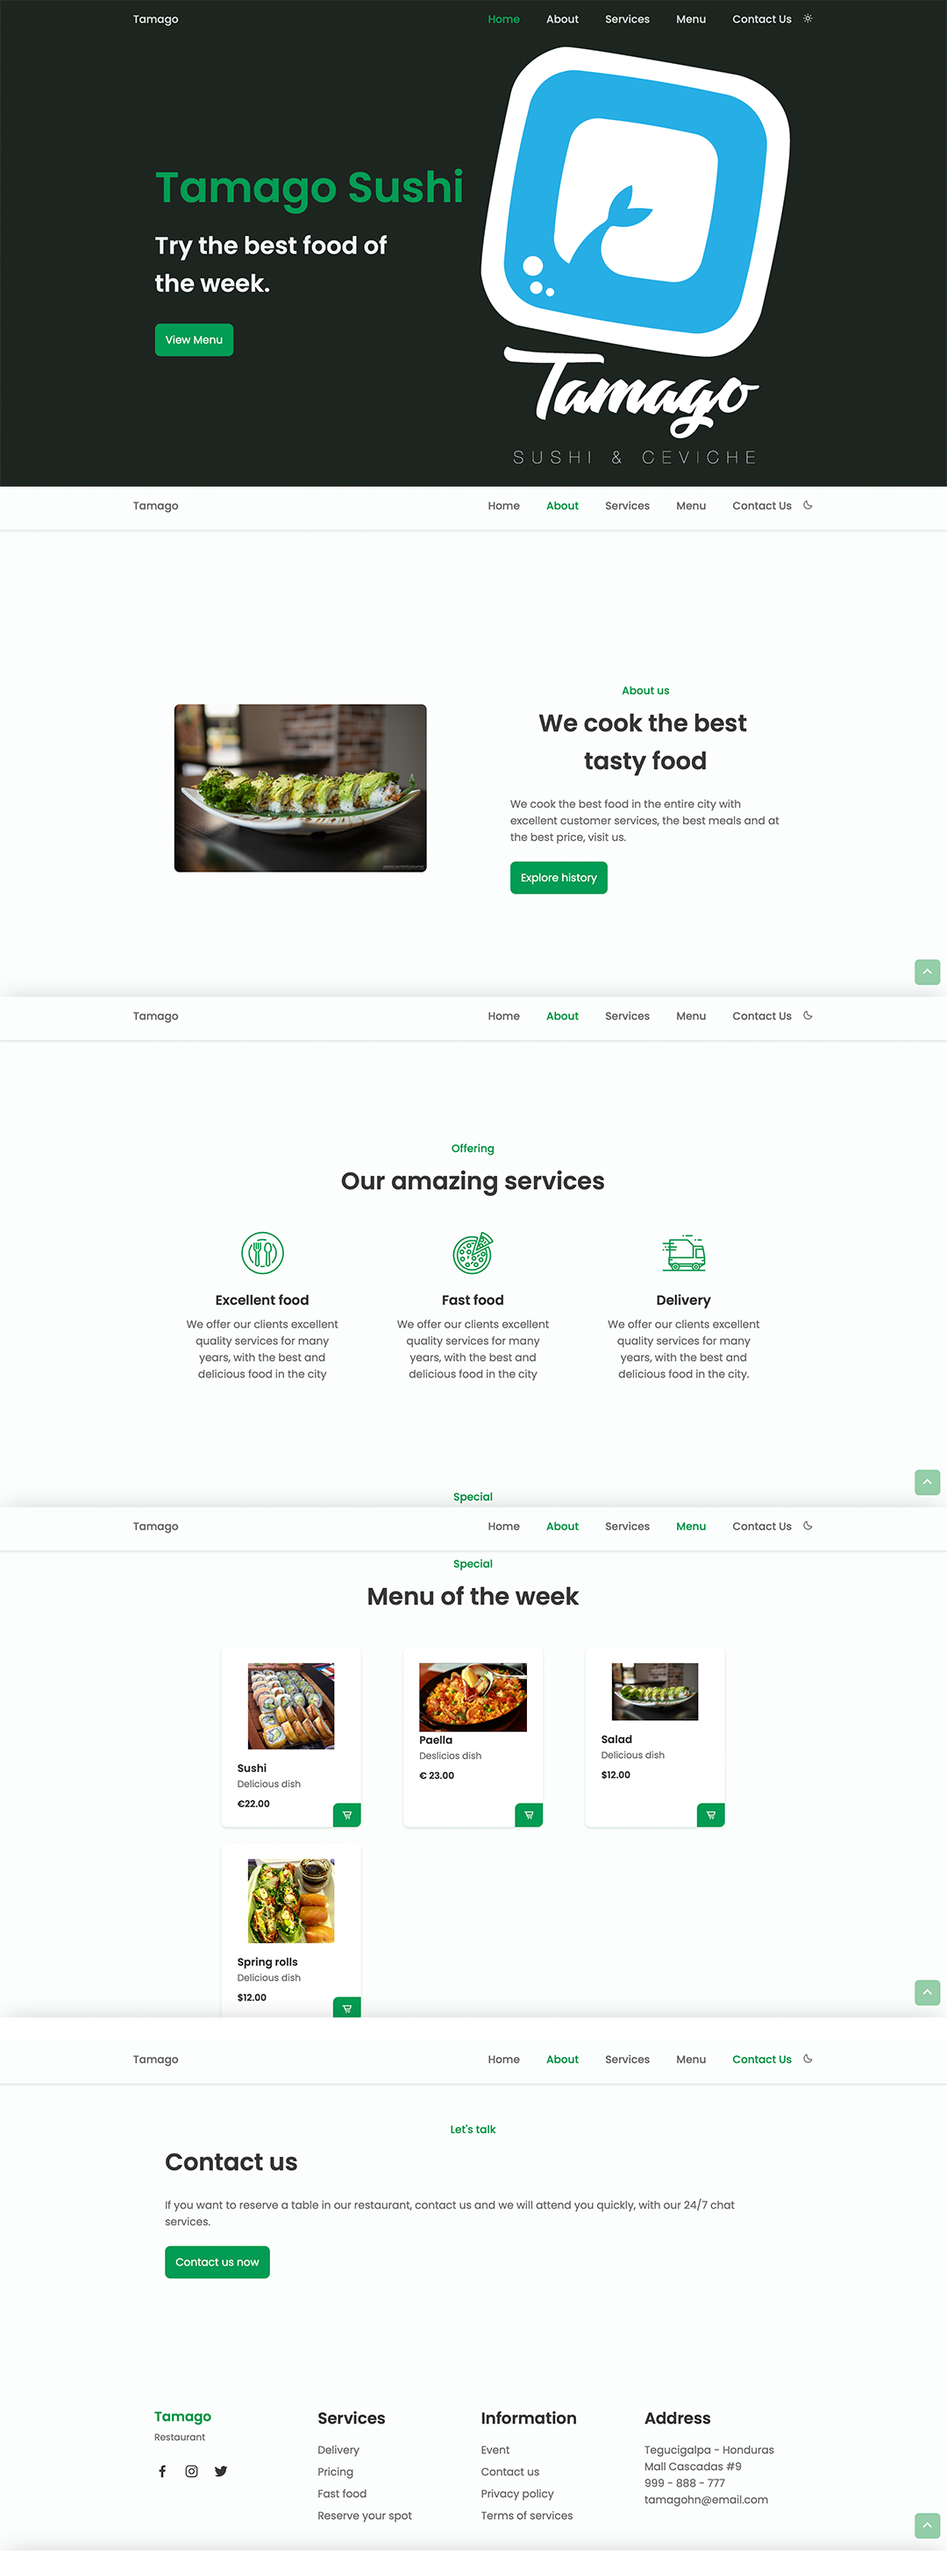 Tamago
Home About Services Menu Contact Us
Tamago Sushi
Try the best food of
the week.
View Menu
Tamago
SUSHI & CEVICHE
Tamago
Home About Services Menu Contact Us
About us
We cook the best
tasty food
We cook the best food in the entire city with
excellent customer services, the best meals and at
the best price, visit us.
Explore history
Tamago
Home About Services Menu Contact Us
Offering
Our amazing services
Excellent food
We offer our clients excellent
quality services for many
years, with the best and
delicious food in the city
Fast food
We offer our clients excellent
quality services for many
years, with the best and
delicious food in the city
Delivery
We offer our clients excellent
quality services for many
years, with the best and
delicious food in the city.
Special
Tamago
Home About Services Menu Contact Us
Special
Menu of the week
Sushi
Delicious dish
€22.00
Paella
Deslicios dish
€ 23.00
Salad
Delicious dish
$12.00
Spring rolls
Delicious dish
$12.00
Tamago
Home About Services Menu Contact Us
Let's talk
Contact us
If you want to reserve a table in our restaurant, contact us and we will attend you quickly, with our 24/7 chat
services.
Contact us now
Tamago
Restaurant
Services
Delivery
Pricing
Fast food
Reserve your spot
Information
Event
Contact us
Privacy policy
Terms of services
Address
Tegucigalpa - Honduras
Mall Cascadas #9
999 - 888 - 777
tamagohn@email.com